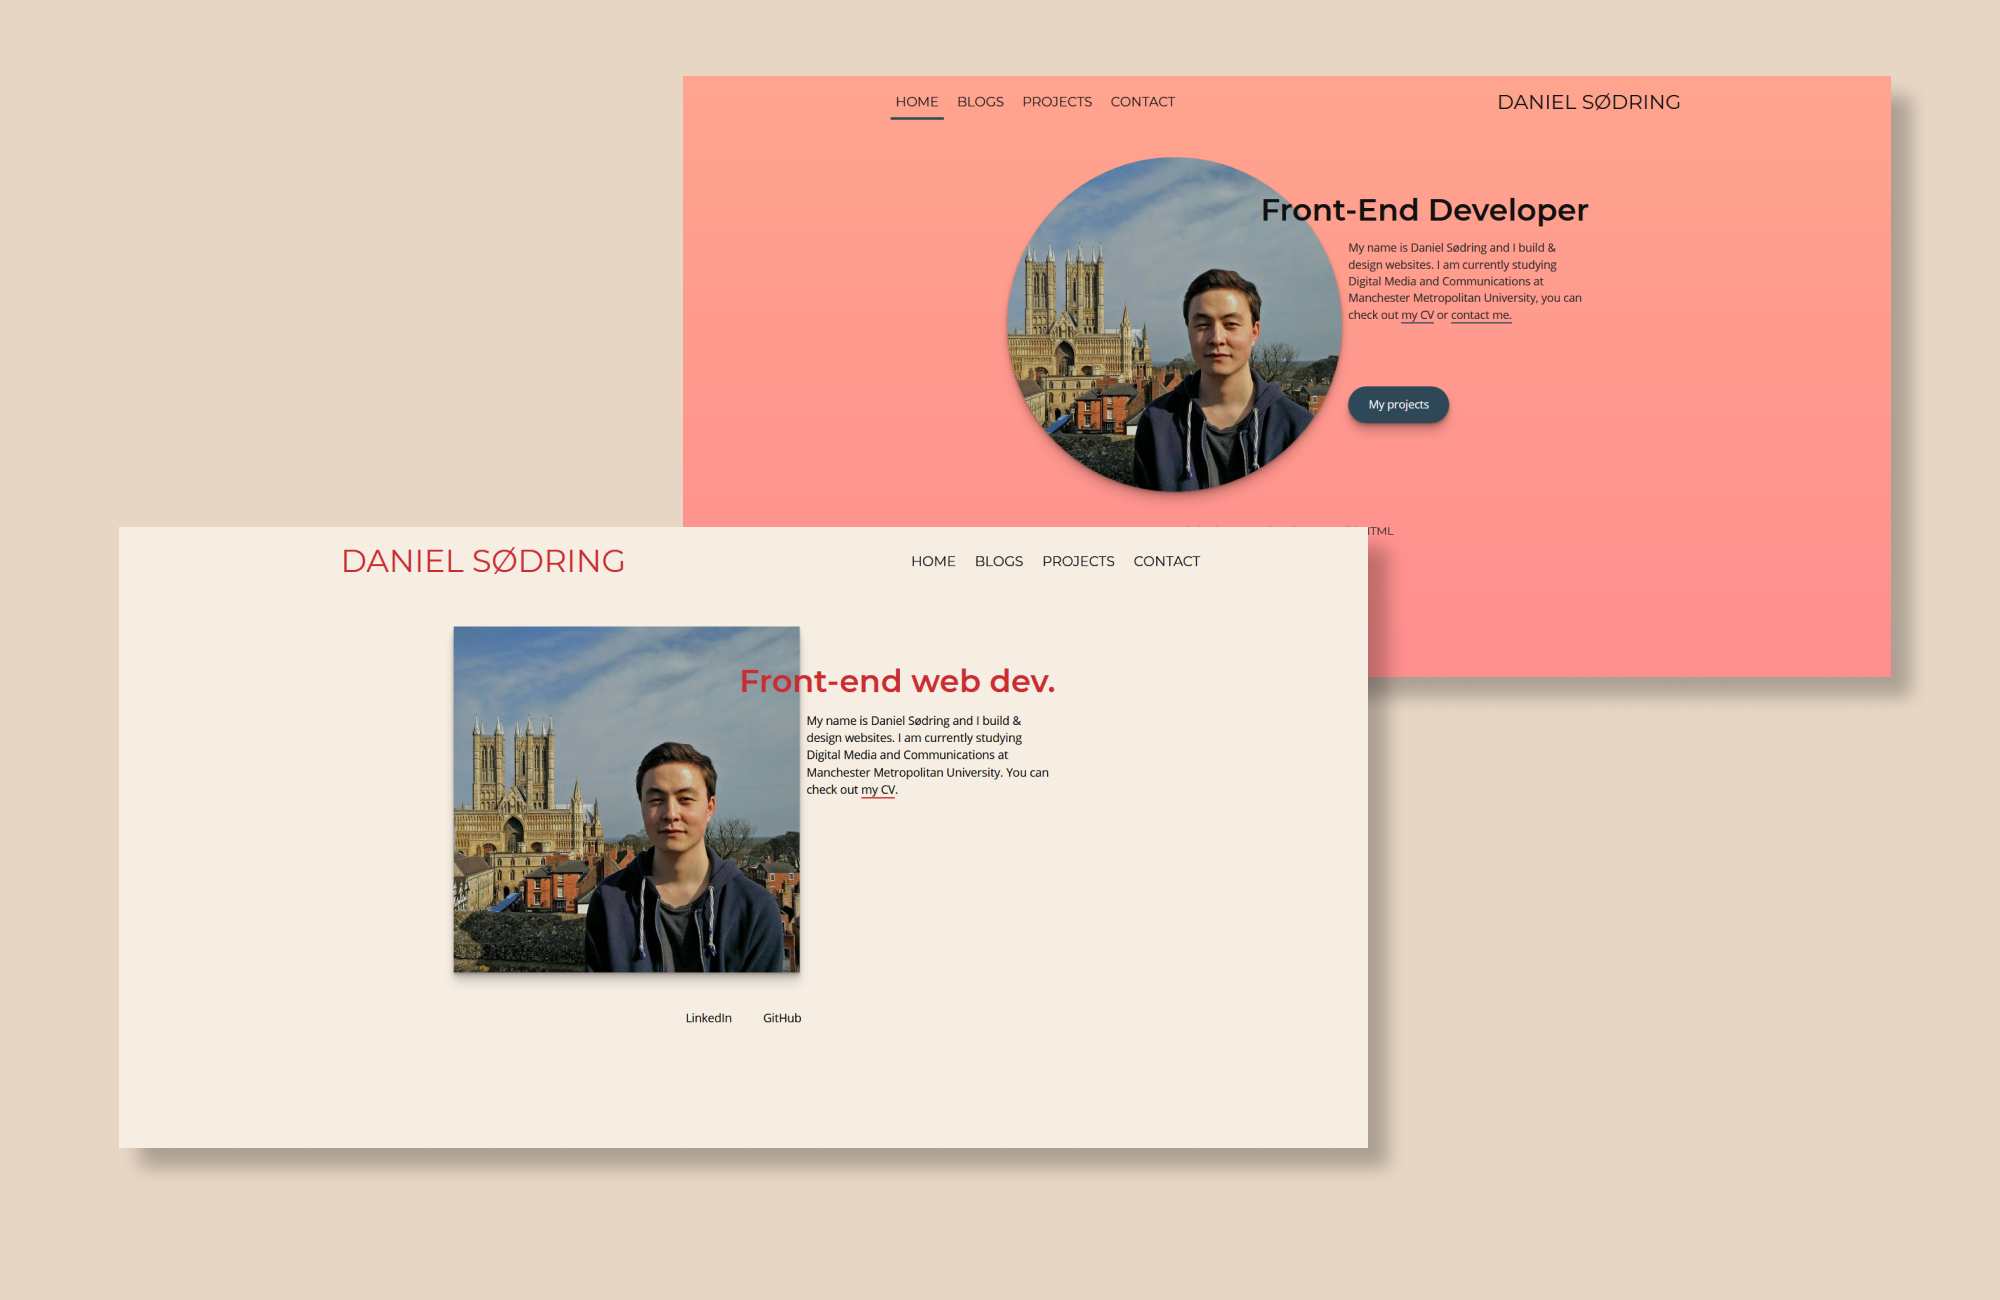 HOME BLOGS PROJECTS CONTACT
DANIEL SØDRING
Front-End Developer
My name is Daniel Sødring and I build &
design websites. I am currently studying
Digital Media and Communications at
Manchester Metropolitan University, you can
check out my CV or contact me.
My projects
DANIEL SØDRING
HOME BLOGS PROJECTS CONTACT
Front-end web dev.
My name is Daniel Sødring and I build &
design websites. I am currently studying
Digital Media and Communications at
Manchester Metropolitan University. You can
check out my CV.
LinkedIn GitHub